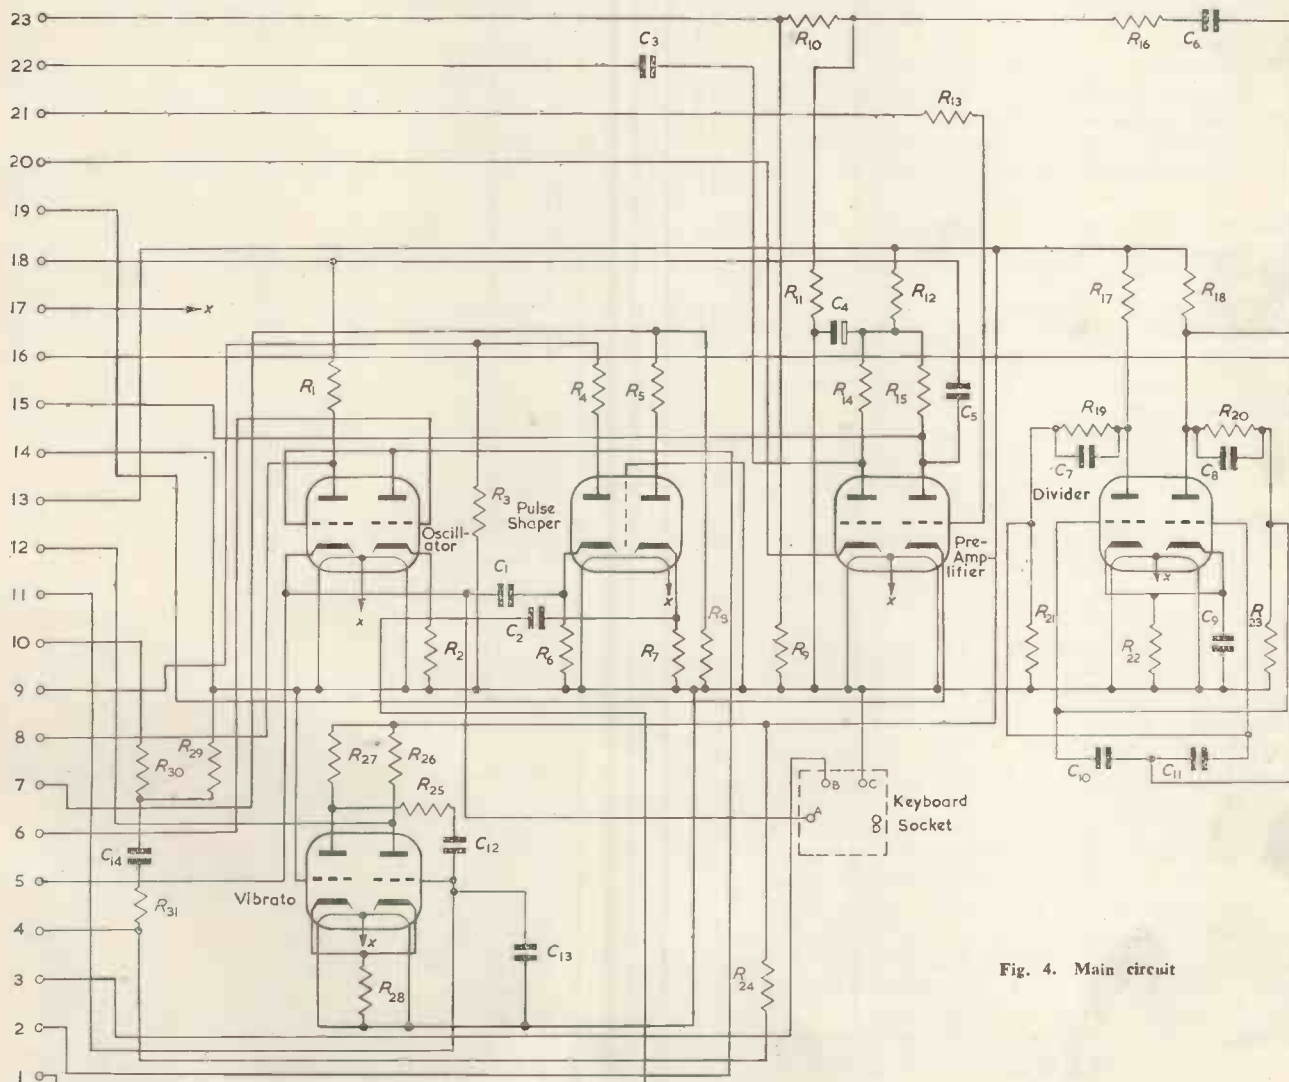 23
R10
R16
C6
22
C3
21
R13
20
19
18
17
x
16
15
14
13
12
11
10
9
8
7
6
5
4
3
2
1
R11
C4
R12
R17
R18
R1
R4
R5
R14
R15
C5
R19
C7
R20
C8
R3
Oscill-
ator
Pulse
Shaper
Pre-
Amp-
lifier
Divider
x
x
x
x
C1
C2
R2
R6
R7
R9
R21
R22
C9
R23
R30
R29
R27
R26
R25
C10
C11
A
B
C
D
Keyboard
Socket
C12
C14
R31
Vibrato
x
R28
C13
R24
Fig. 4. Main circuit